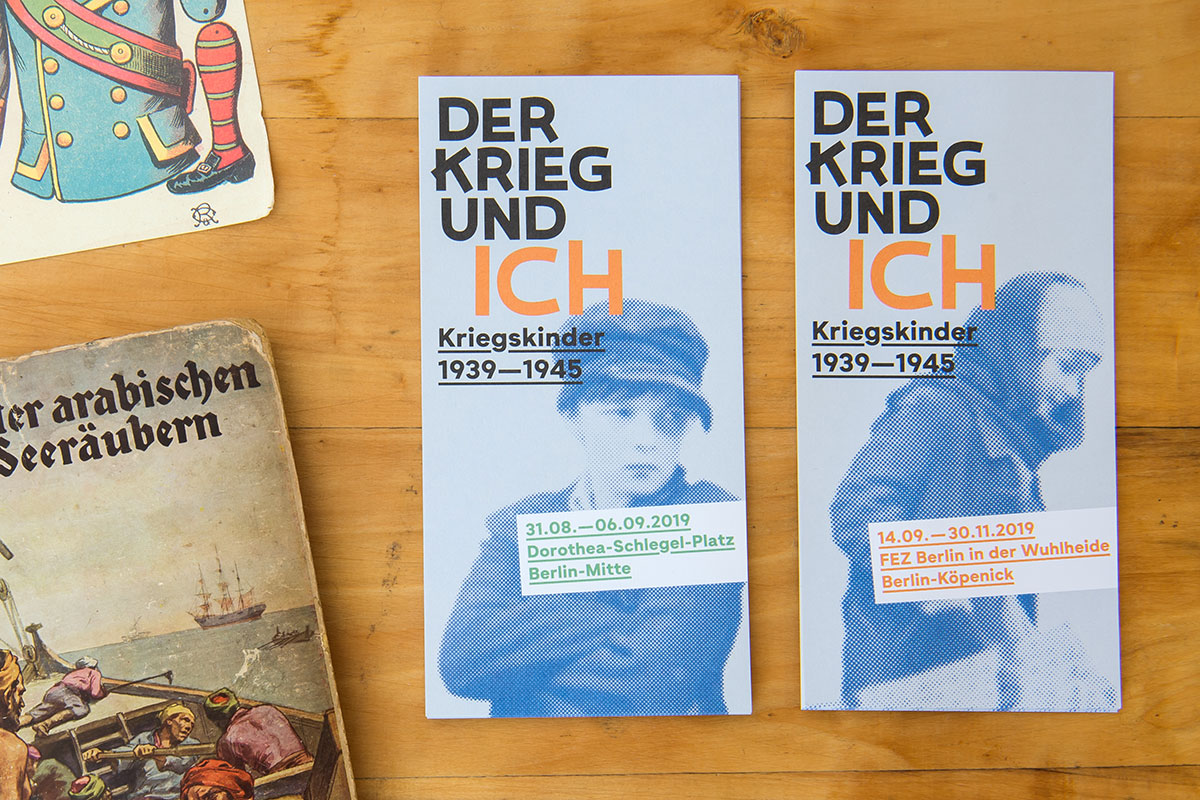 DER
KRIEG
UND
ICH
Kriegskinder
1939—1945
31.08.—06.09.2019
Dorothea-Schlegel-Platz
Berlin-Mitte
DER
KRIEG
UND
ICH
Kriegskinder
1939—1945
14.09.—30.11.2019
FEZ Berlin in der Wuhlheide
Berlin-Köpenick
arabischen
Seeräubern